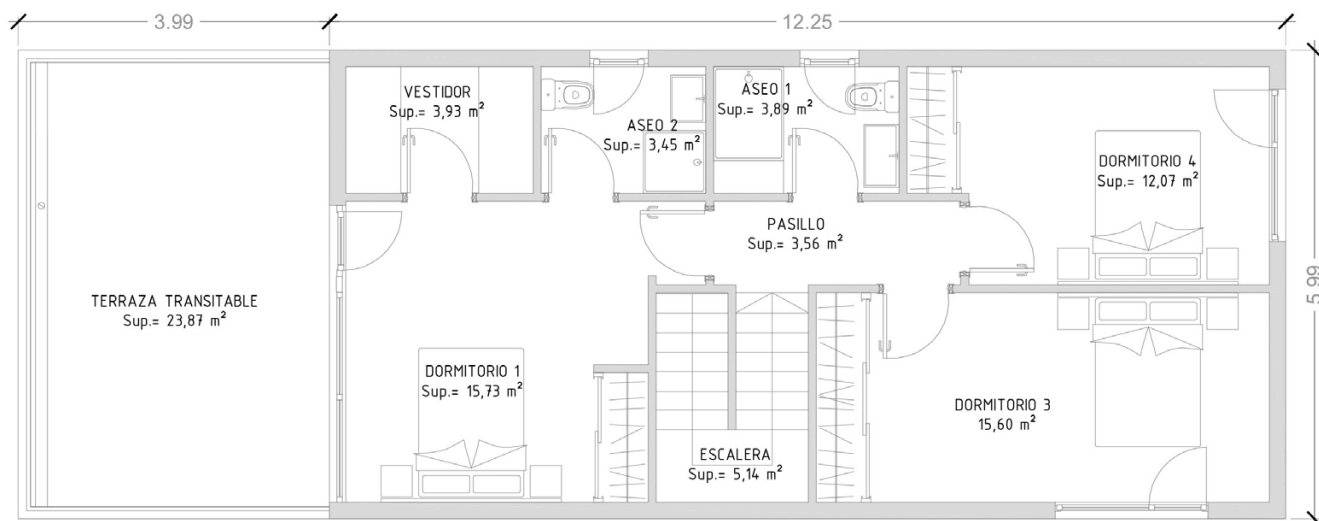 3.99
12.25
VESTIDOR
Sup.= 3,93 m²
ASEO 2
Sup.= 3,45 m²
ASEO 1
Sup.= 3,89 m²
DORMITORIO 4
Sup.= 12,07 m²
PASILLO
Sup.= 3,56 m²
5.99
TERRAZA TRANSITABLE
Sup.= 23,87 m²
DORMITORIO 1
Sup.= 15,73 m²
DORMITORIO 3
15,60 m²
ESCALERA
Sup.= 5,14 m²